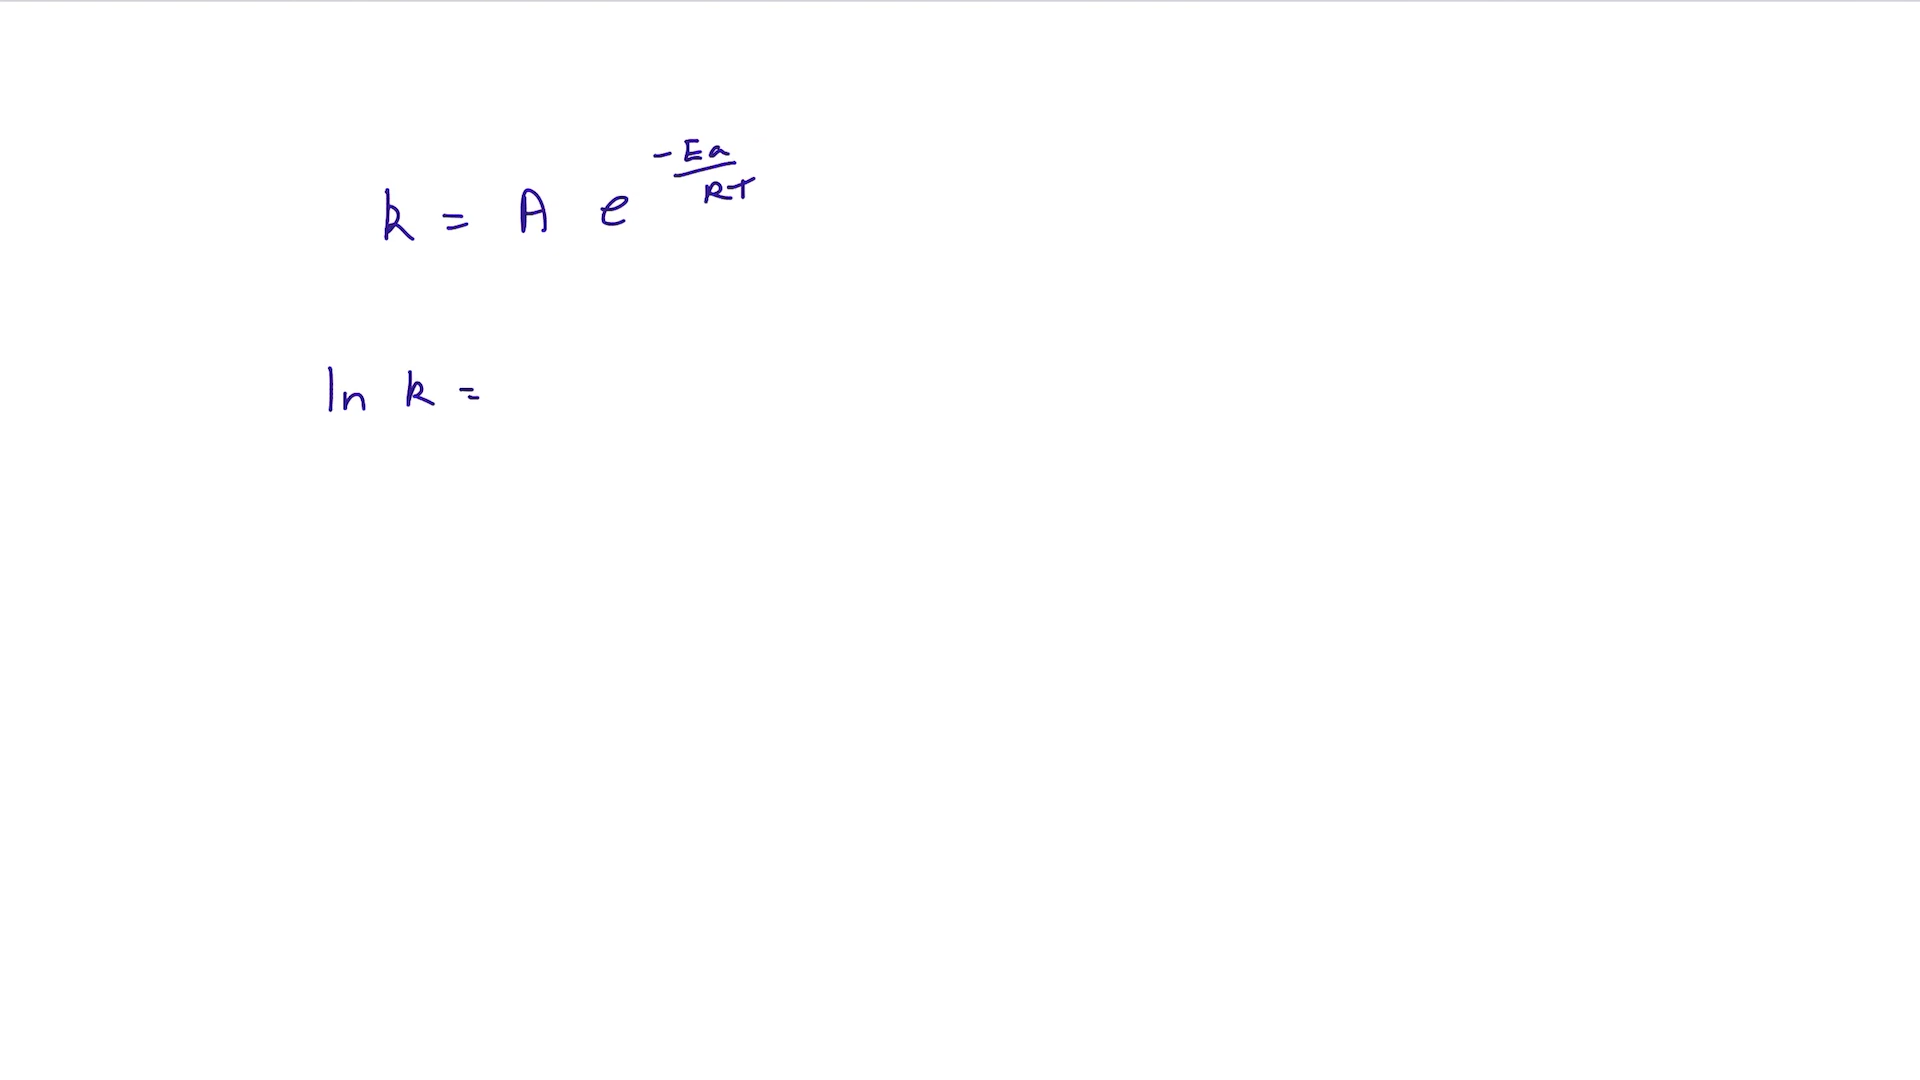 k = A e^(-Ea/RT)
ln k =